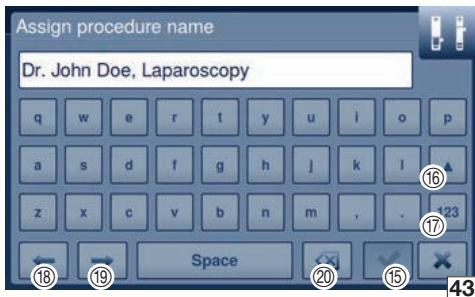 Assign procedure name
Dr. John Doe, Laparoscopy
q w e r t y u i o p
a s d f g h j k l ▲
⑯
z x c v b n m , . 123
⑰
← → Space ⌫ ✓ ✖
⑱ ⑲ ⑳ ⑮
43